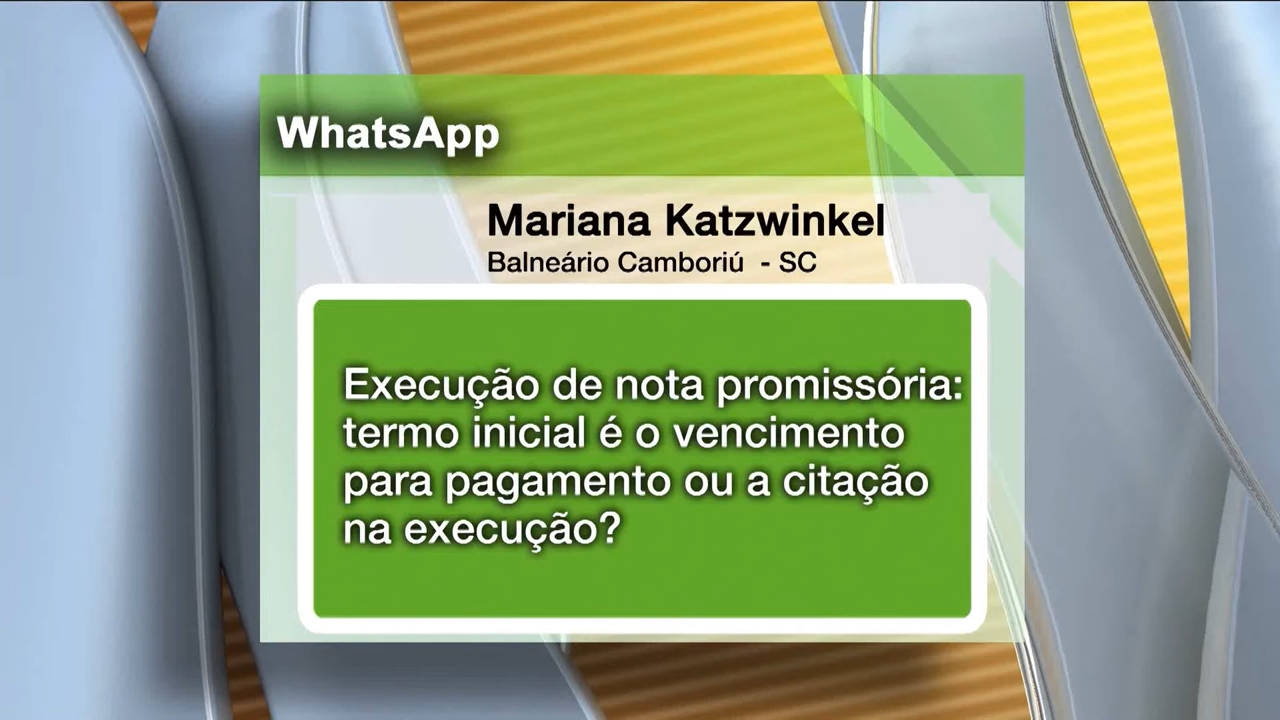 WhatsApp
Mariana Katzwinkel
Balneário Camboriú - SC
Execução de nota promissória:
termo inicial é o vencimento
para pagamento ou a citação
na execução?